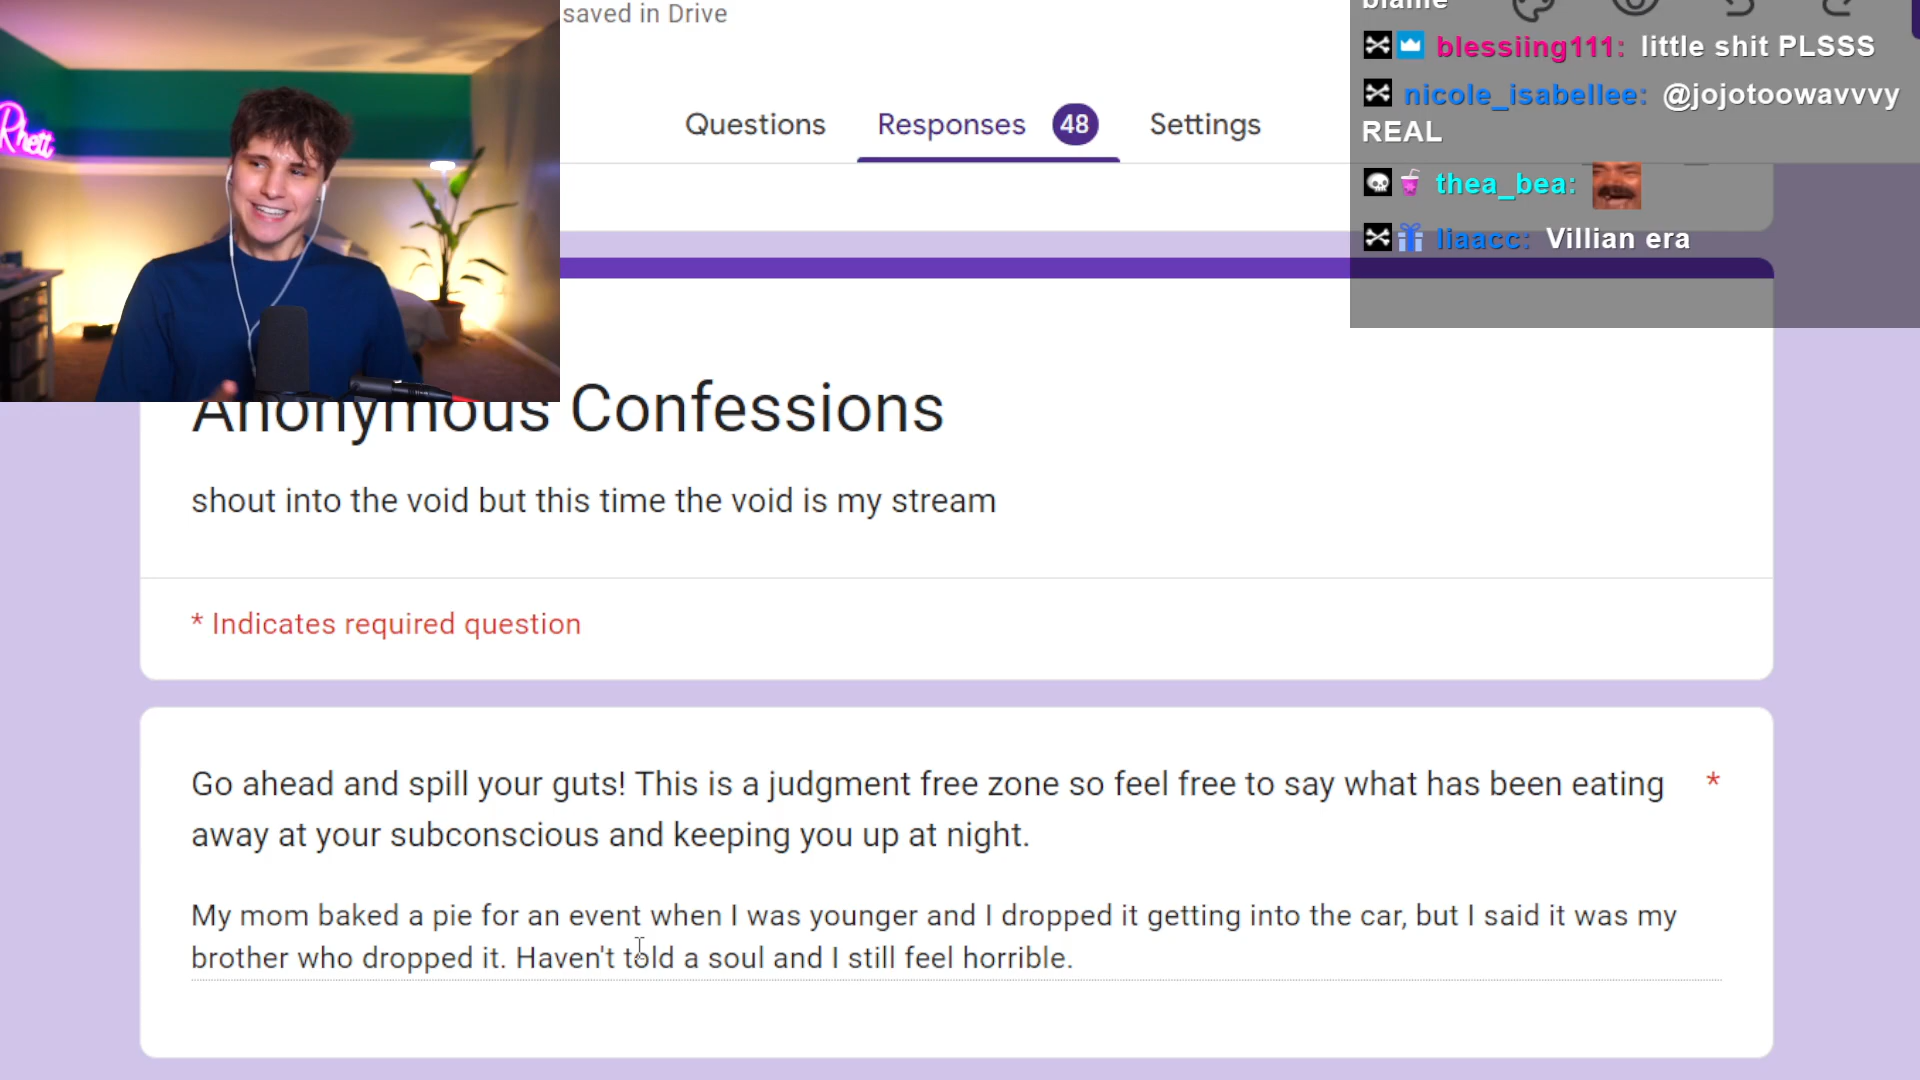 saved in Drive
Rhett
Questions
Responses
48
Settings
blame
blessiing111: little shit PLSSS
nicole_isabellee: @jojotoowavvvy
REAL
thea_bea:
liaacc: Villian era
Anonymous Confessions
shout into the void but this time the void is my stream
* Indicates required question
Go ahead and spill your guts! This is a judgment free zone so feel free to say what has been eating *
away at your subconscious and keeping you up at night.
My mom baked a pie for an event when I was younger and I dropped it getting into the car, but I said it was my
brother who dropped it. Haven't told a soul and I still feel horrible.